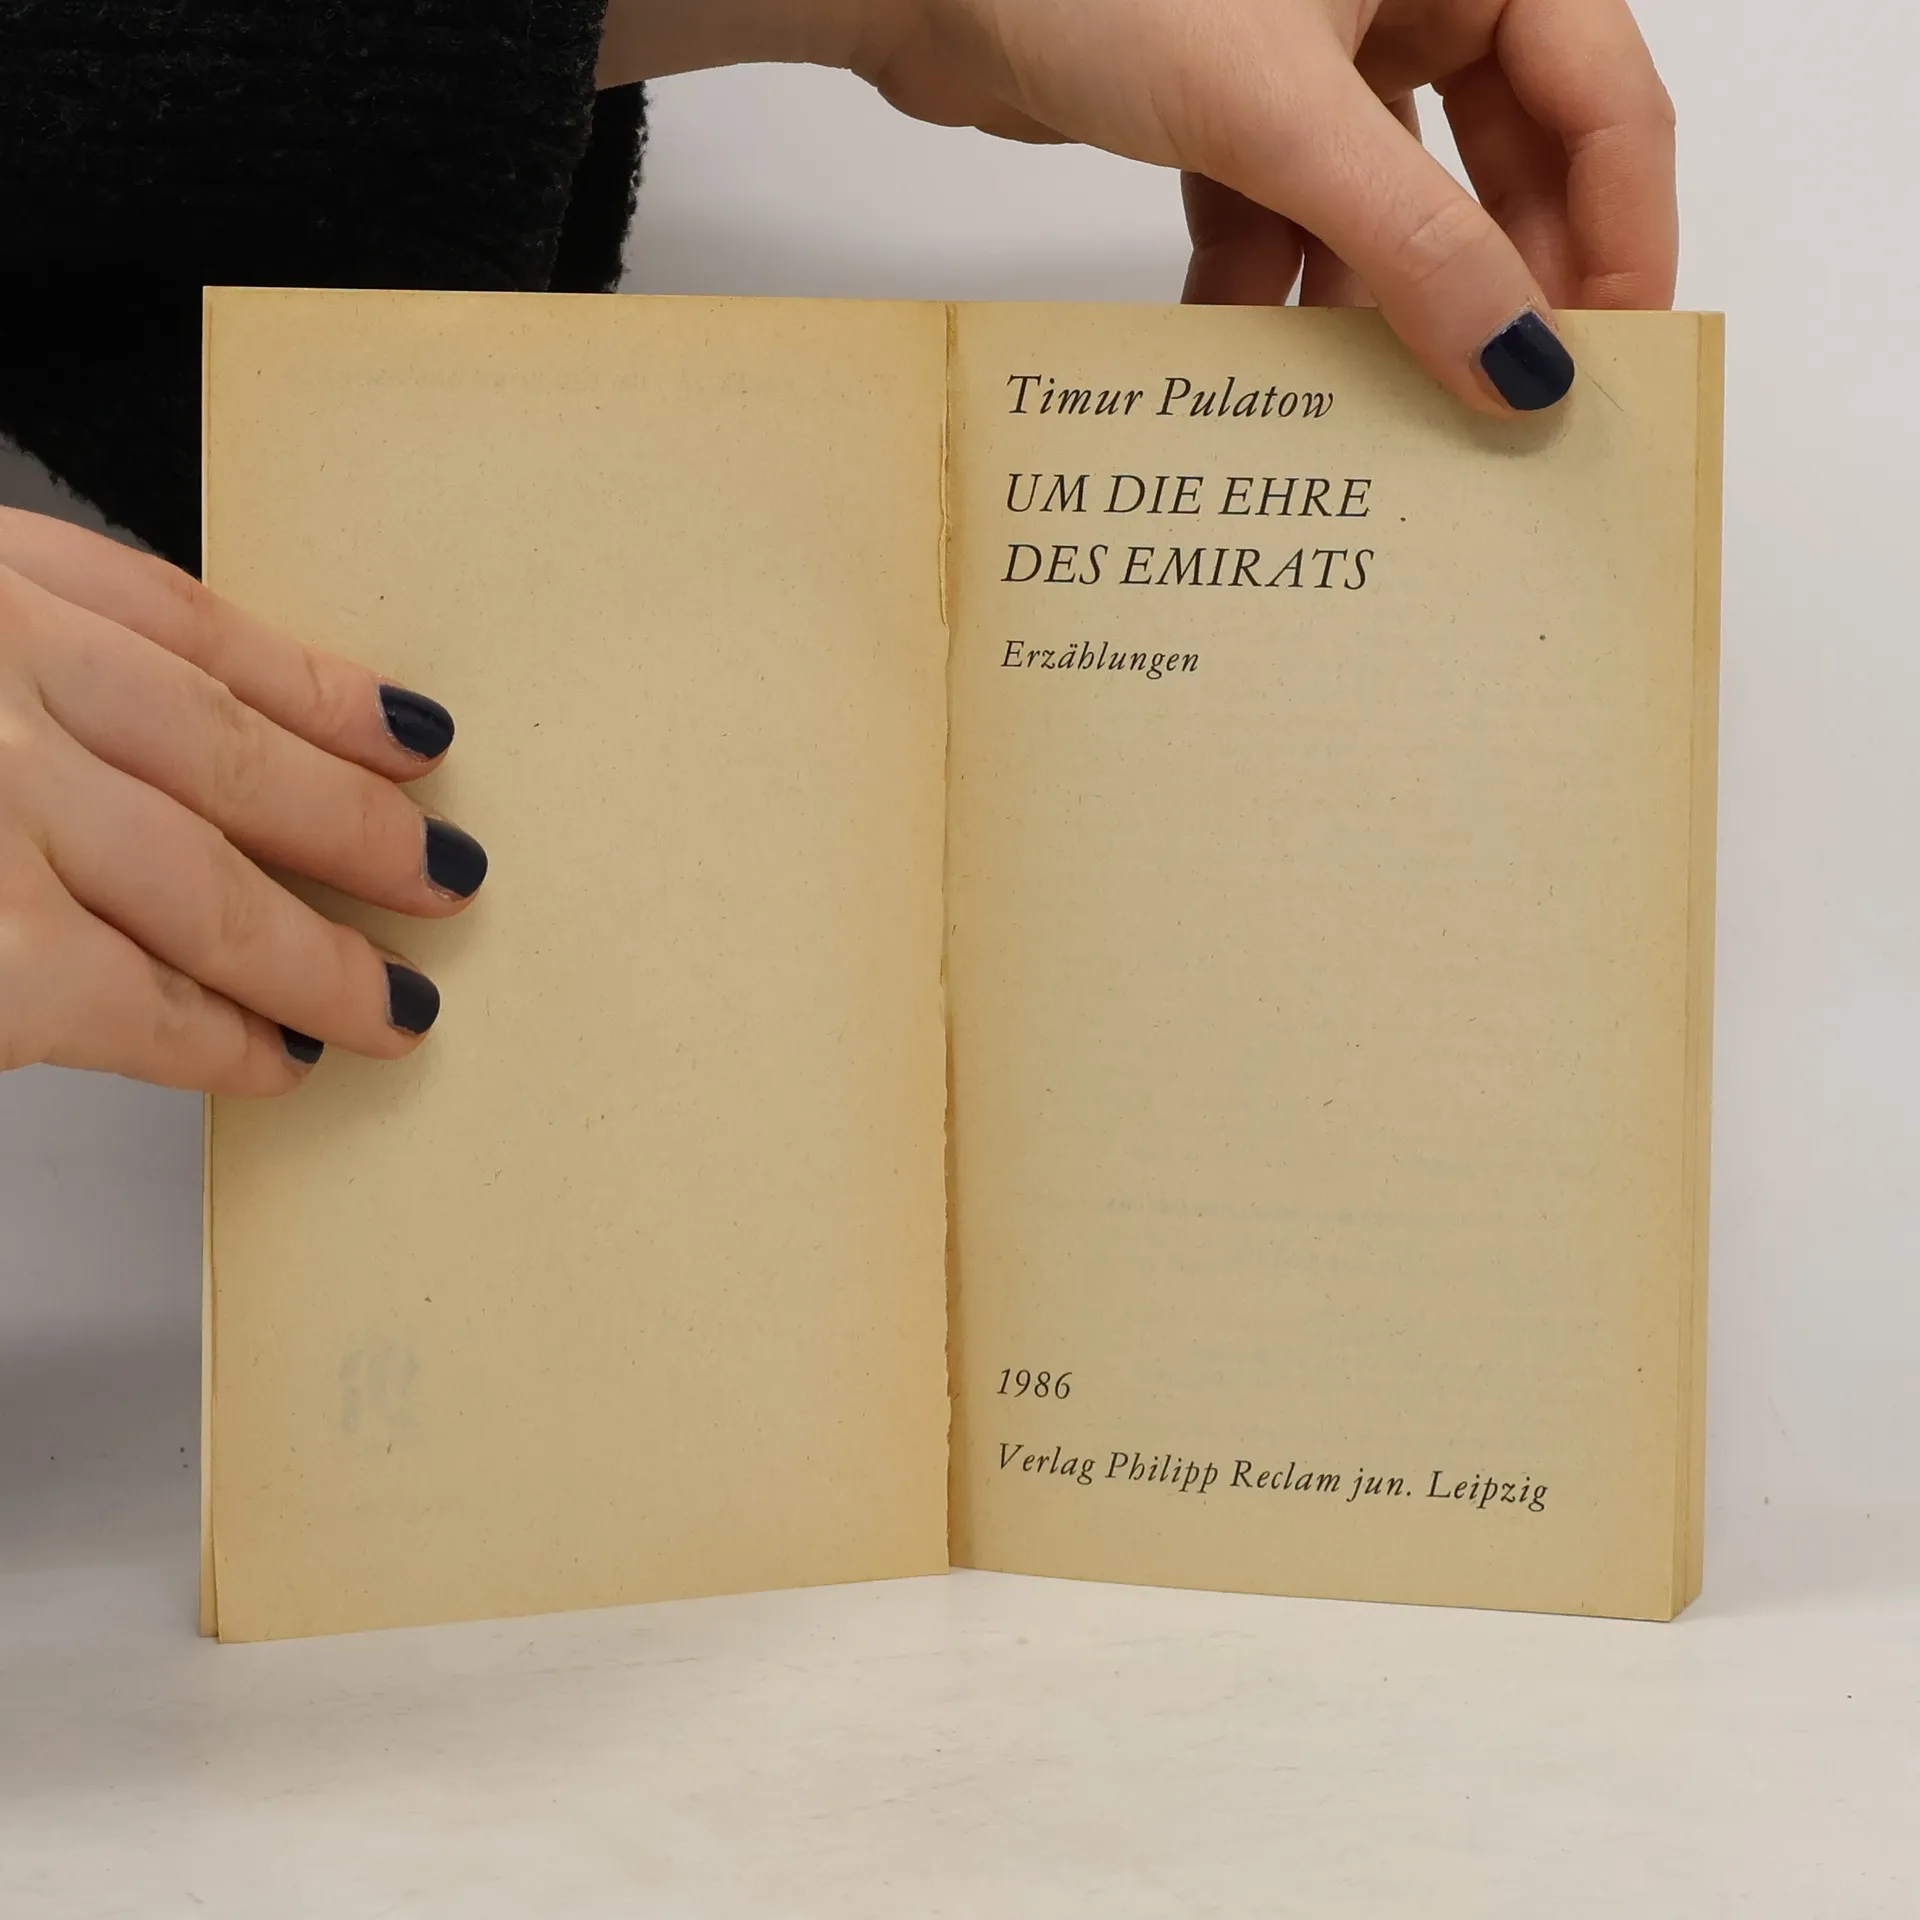 Timur Pulatow
UM DIE EHRE
DES EMIRATS
Erzählungen
1986
Verlag Philipp Reclam jun. Leipzig